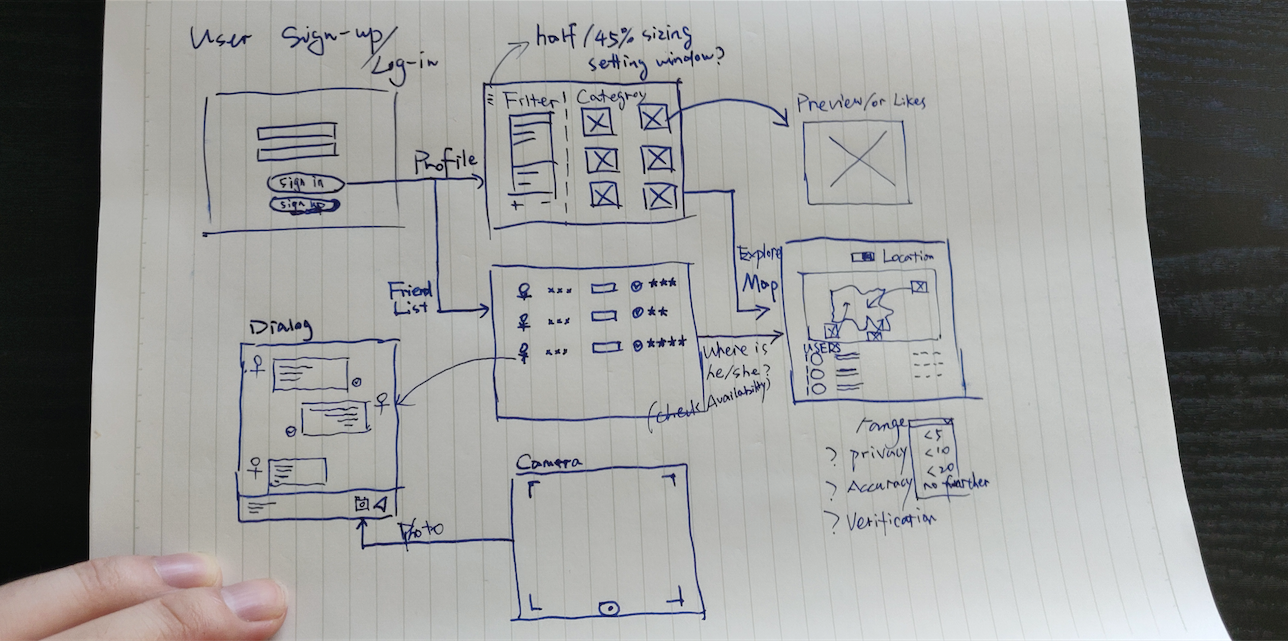 User Sign-up/
Log-in
half/45% sizing
setting window?
sign in
sign up
Profile
Filter
Categroy
+ -
Preview/or Likes
Friend
List
xxx ***
xxx **
xxx ****
Explore
Map
Location
USERS
Where is
he/she?
(check Availability)
Dialog
Camera
Photo
range
<5
<10
<20
no further
? privacy
? Accuracy
? Verification